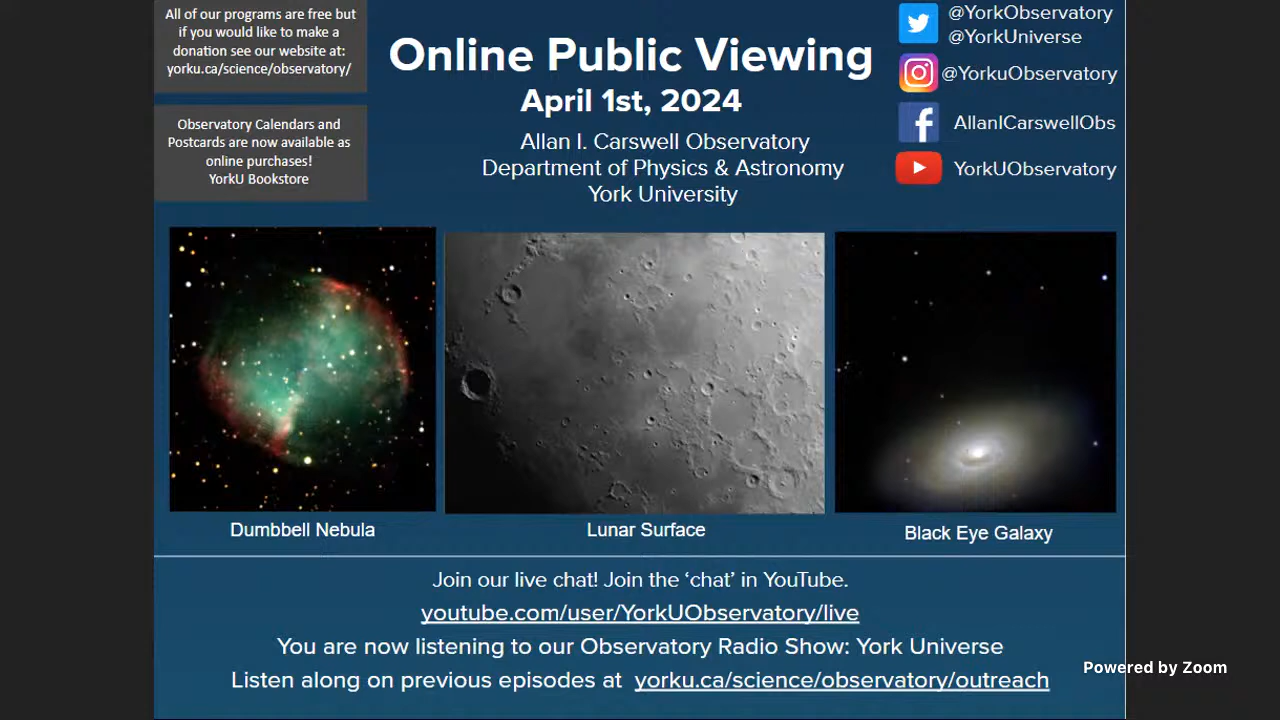 All of our programs are free but
if you would like to make a
donation see our website at:
yorku.ca/science/observatory/
Observatory Calendars and
Postcards are now available as
online purchases!
YorkU Bookstore
Online Public Viewing
April 1st, 2024
Allan I. Carswell Observatory
Department of Physics & Astronomy
York University
@YorkObservatory
@YorkUniverse
@YorkuObservatory
AllanICarswellObs
YorkUObservatory
Dumbbell Nebula
Lunar Surface
Black Eye Galaxy
Join our live chat! Join the ‘chat’ in YouTube.
youtube.com/user/YorkUObservatory/live
You are now listening to our Observatory Radio Show: York Universe
Listen along on previous episodes at yorku.ca/science/observatory/outreach
Powered by Zoom